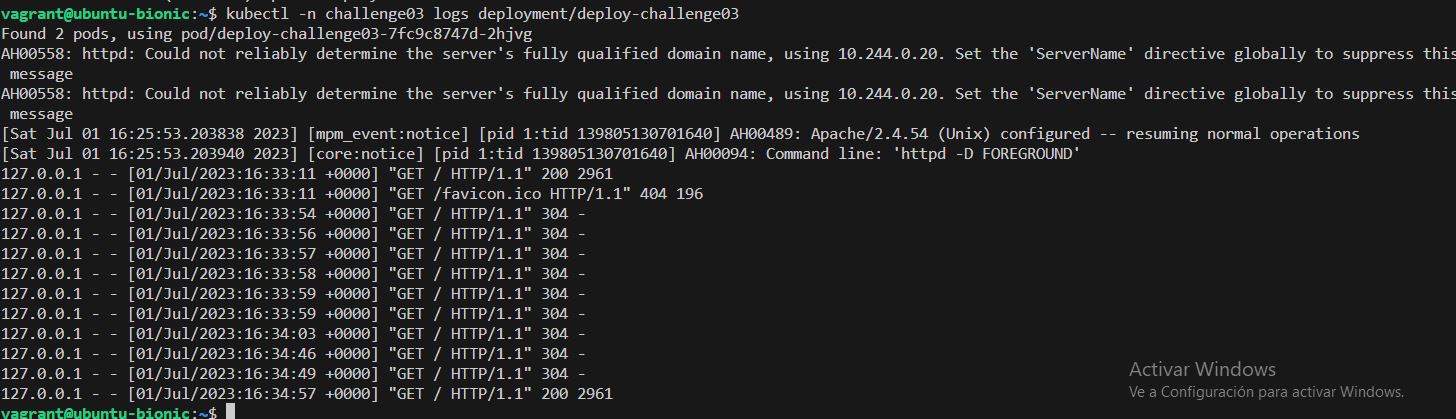 vagrant@ubuntu-bionic:~$ kubectl -n challenge03 logs deployment/deploy-challenge03
Found 2 pods, using pod/deploy-challenge03-7fc9c8747d-2hjvg
AH00558: httpd: Could not reliably determine the server's fully qualified domain name, using 10.244.0.20. Set the 'ServerName' directive globally to suppress this
 message
AH00558: httpd: Could not reliably determine the server's fully qualified domain name, using 10.244.0.20. Set the 'ServerName' directive globally to suppress this
 message
[Sat Jul 01 16:25:53.203838 2023] [mpm_event:notice] [pid 1:tid 139805130701640] AH00489: Apache/2.4.54 (Unix) configured -- resuming normal operations
[Sat Jul 01 16:25:53.203940 2023] [core:notice] [pid 1:tid 139805130701640] AH00094: Command line: 'httpd -D FOREGROUND'
127.0.0.1 - - [01/Jul/2023:16:33:11 +0000] "GET / HTTP/1.1" 200 2961
127.0.0.1 - - [01/Jul/2023:16:33:11 +0000] "GET /favicon.ico HTTP/1.1" 404 196
127.0.0.1 - - [01/Jul/2023:16:33:54 +0000] "GET / HTTP/1.1" 304 -
127.0.0.1 - - [01/Jul/2023:16:33:56 +0000] "GET / HTTP/1.1" 304 -
127.0.0.1 - - [01/Jul/2023:16:33:57 +0000] "GET / HTTP/1.1" 304 -
127.0.0.1 - - [01/Jul/2023:16:33:58 +0000] "GET / HTTP/1.1" 304 -
127.0.0.1 - - [01/Jul/2023:16:33:59 +0000] "GET / HTTP/1.1" 304 -
127.0.0.1 - - [01/Jul/2023:16:33:59 +0000] "GET / HTTP/1.1" 304 -
127.0.0.1 - - [01/Jul/2023:16:34:03 +0000] "GET / HTTP/1.1" 304 -
127.0.0.1 - - [01/Jul/2023:16:34:46 +0000] "GET / HTTP/1.1" 304 -
127.0.0.1 - - [01/Jul/2023:16:34:49 +0000] "GET / HTTP/1.1" 304 -
127.0.0.1 - - [01/Jul/2023:16:34:57 +0000] "GET / HTTP/1.1" 200 2961
vagrant@ubuntu-bionic:~$
Activar Windows
Ve a Configuración para activar Windows.